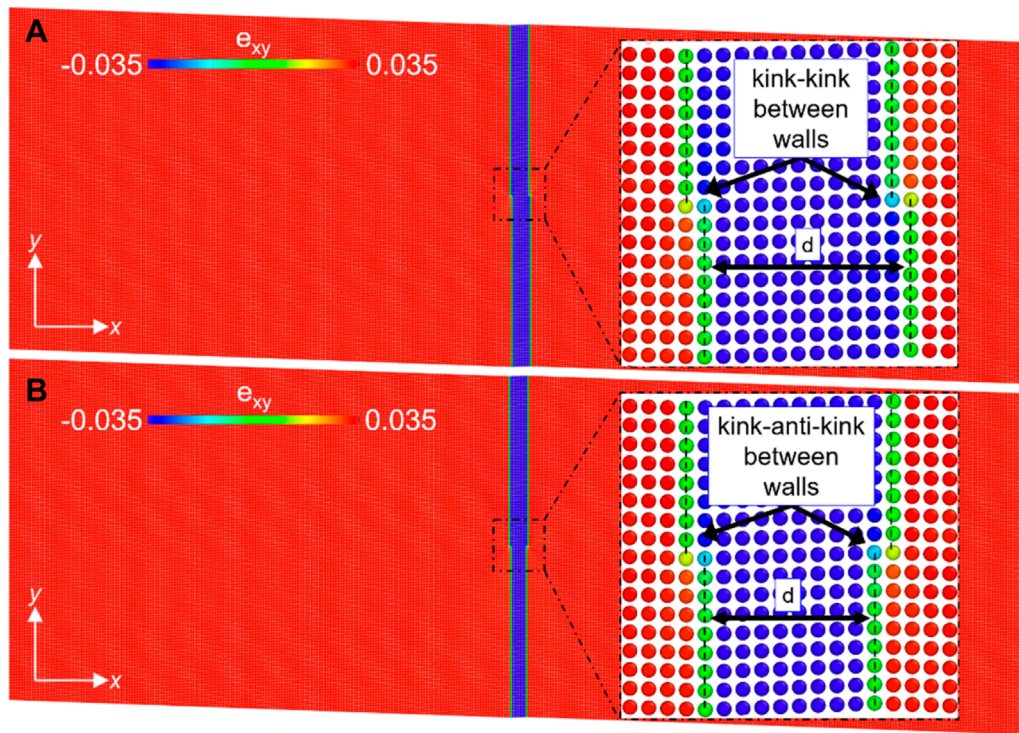 A
e_xy
-0.035 0.035
kink-kink
between
walls
d
y
x
B
e_xy
-0.035 0.035
kink-anti-kink
between
walls
d
y
x